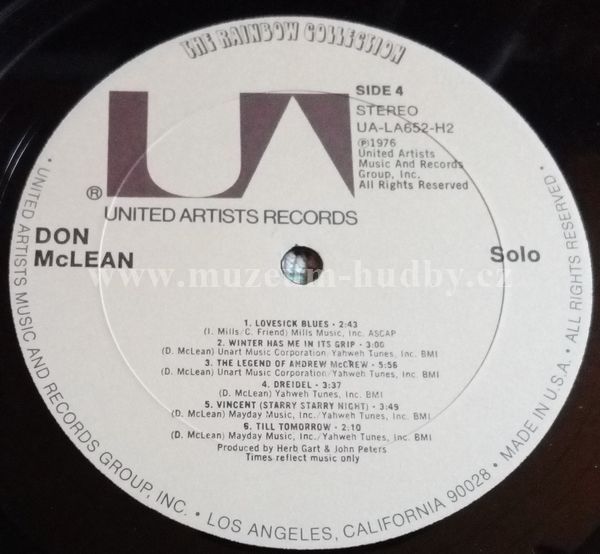 THE RAINBOW COLLECTION
UA
®
UNITED ARTISTS RECORDS
SIDE 4
STEREO
UA-LA652-H2
℗1976
United Artists
Music And Records
Group, Inc.
All Rights Reserved
DON
McLEAN
Solo
www.muzeum-hudby.cz
1. LOVESICK BLUES · 2:43
(I. Mills/C. Friend) Mills Music, Inc. ASCAP
2. WINTER HAS ME IN ITS GRIP · 3:00
(D. McLean) Unart Music Corporation/Yahweh Tunes, Inc. BMI
3. THE LEGEND OF ANDREW McCREW · 5:56
(D. McLean) Unart Music Corporation/Yahweh Tunes, Inc. BMI
4. DREIDEL · 3:37
(D. McLean) Yahweh Tunes, Inc. BMI
5. VINCENT (STARRY STARRY NIGHT) · 3:49
(D. McLean) Mayday Music, Inc./Yahweh Tunes, Inc. BMI
6. TILL TOMORROW · 2:10
(D. McLean) Mayday Music, Inc./Yahweh Tunes, Inc. BMI
Produced by Herb Gart & John Peters
Times reflect music only
· UNITED ARTISTS MUSIC AND RECORDS GROUP, INC. · LOS ANGELES, CALIFORNIA 90028 · MADE IN U.S.A. · ALL RIGHTS RESERVED ·